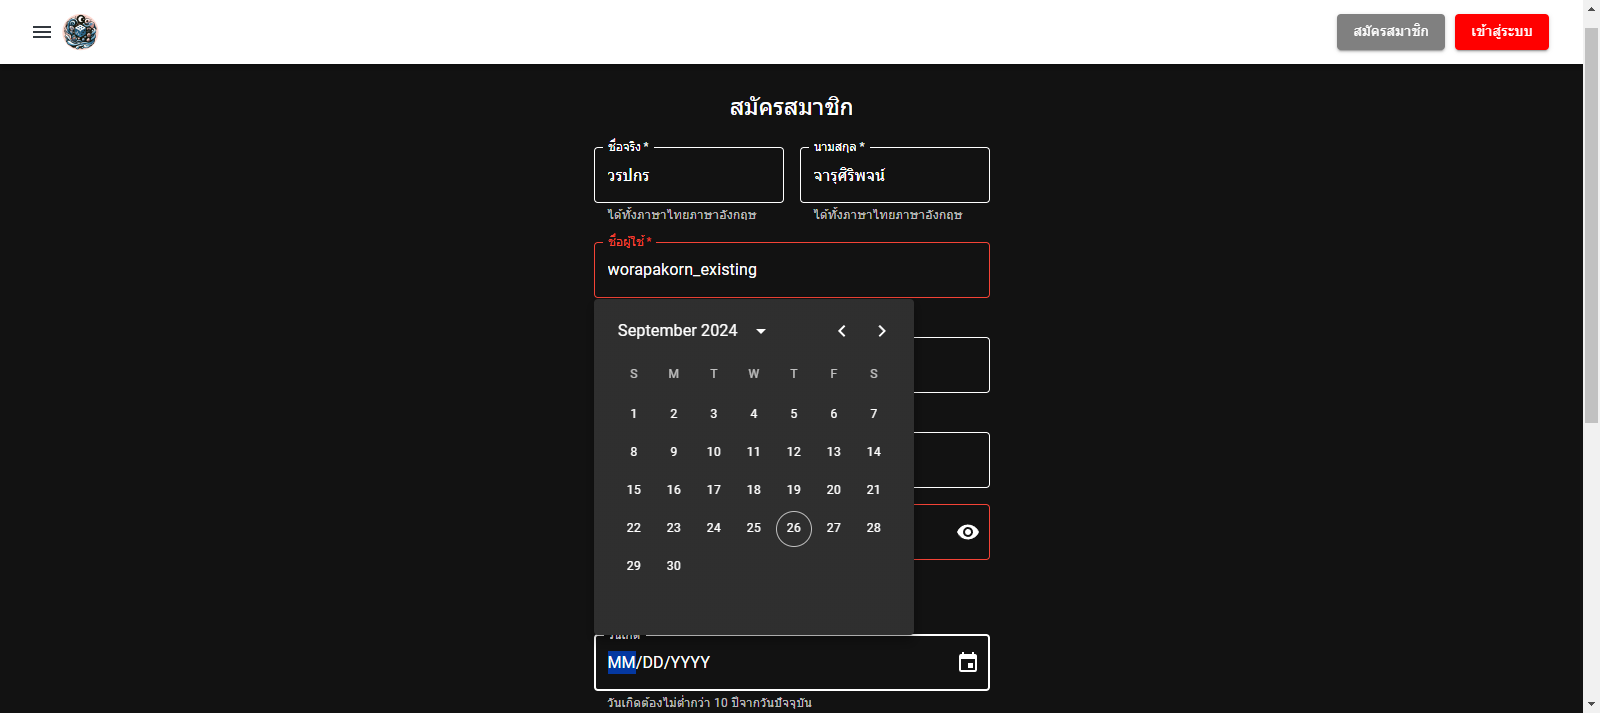 สมัครสมาชิก เข้าสู่ระบบ
สมัครสมาชิก
ชื่อจริง * นามสกุล *
วรปกร จารุศิริพจน์
ได้ทั้งภาษาไทยภาษาอังกฤษ ได้ทั้งภาษาไทยภาษาอังกฤษ
ชื่อผู้ใช้ *
worapakorn_existing
September 2024
S M T W T F S
1 2 3 4 5 6 7
8 9 10 11 12 13 14
15 16 17 18 19 20 21
22 23 24 25 26 27 28
29 30
วันเกิด
MM/DD/YYYY
วันเกิดต้องไม่ต่ำกว่า 10 ปีจากวันปัจจุบัน